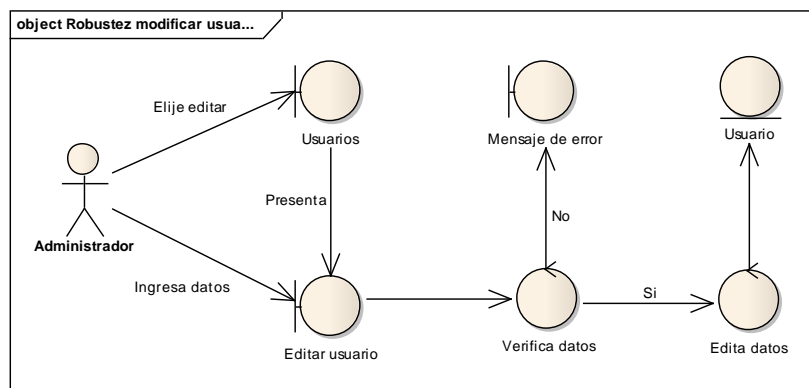 object Robustez modificar usua...
Elije editar
Usuarios
Mensaje de error
Usuario
Presenta
No
Administrador
Ingresa datos
Si
Editar usuario
Verifica datos
Edita datos